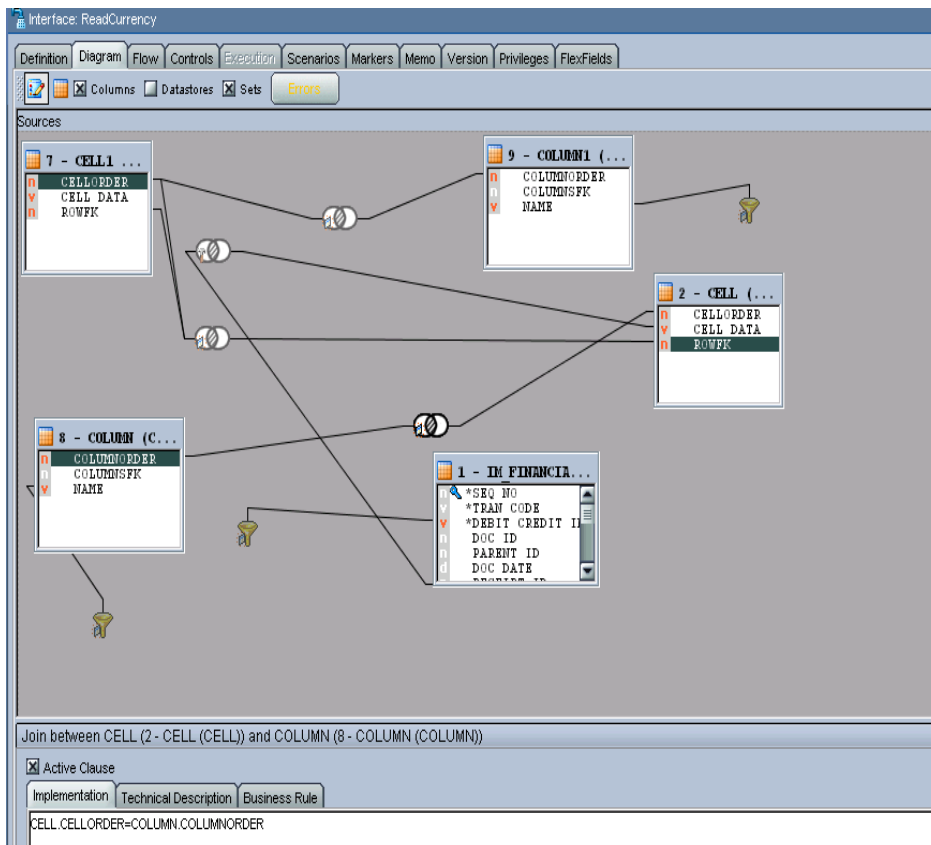 Interface: ReadCurrency
Definition Diagram Flow Controls Execution Scenarios Markers Memo Version Privileges FlexFields
Columns Datastores Sets Errors
Sources
7 - CELL1 ...
n CELLORDER
v CELL DATA
n ROWFK
9 - COLUMN1 (...
n COLUMNORDER
n COLUMNSFK
v NAME
2 - CELL (...
n CELLORDER
v CELL DATA
n ROWFK
8 - COLUMN (C...
n COLUMNORDER
n COLUMNSFK
v NAME
1 - IM_FINANCIA...
n *SEQ NO
v *TRAN CODE
v *DEBIT CREDIT I
n DOC ID
n PARENT ID
d DOC DATE
RECEIPT ID
Join between CELL (2 - CELL (CELL)) and COLUMN (8 - COLUMN (COLUMN))
Active Clause
Implementation Technical Description Business Rule
CELL.CELLORDER=COLUMN.COLUMNORDER